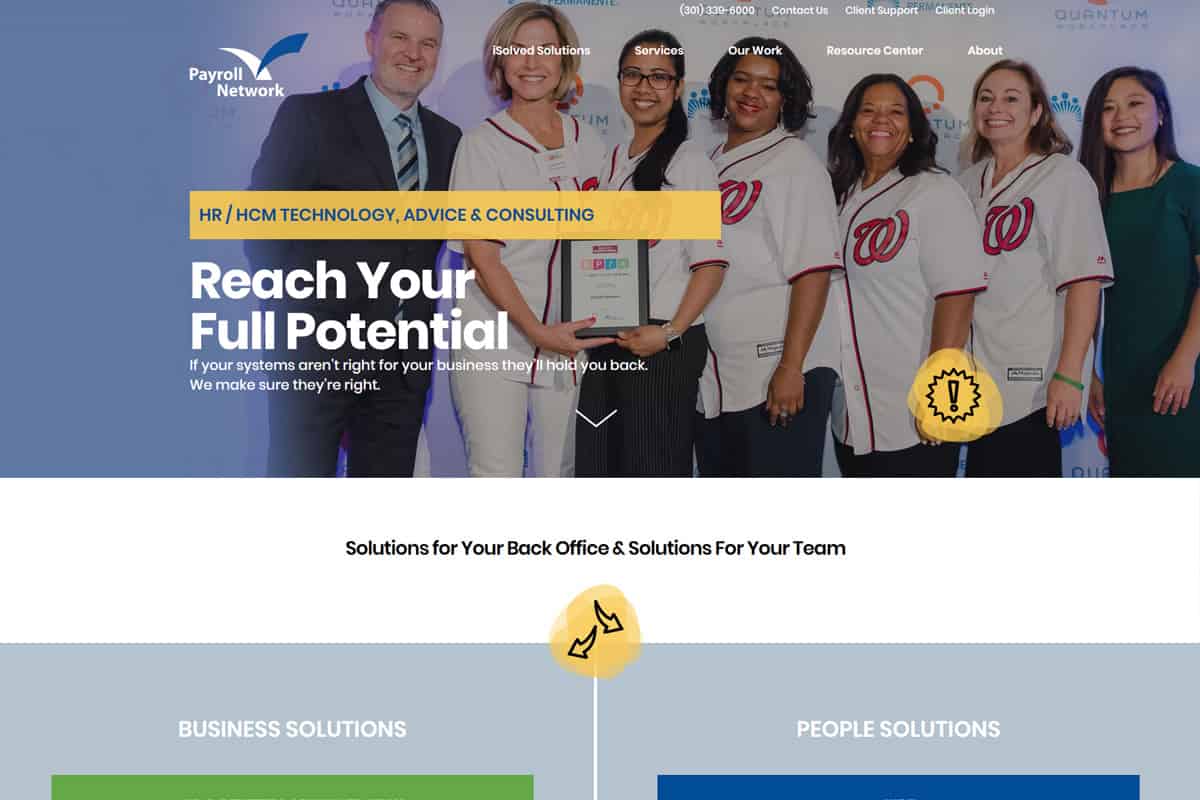 (301) 339-6000 Contact Us Client Support Client Login
PERMANENTE
QUANTUM
WORKPLACE
iSolved Solutions Services Our Work Resource Center About
Payroll
Network
HR / HCM TECHNOLOGY, ADVICE & CONSULTING
Reach Your
Full Potential
If your systems aren't right for your business they'll hold you back.
We make sure they're right.
Solutions for Your Back Office & Solutions For Your Team
BUSINESS SOLUTIONS
PEOPLE SOLUTIONS